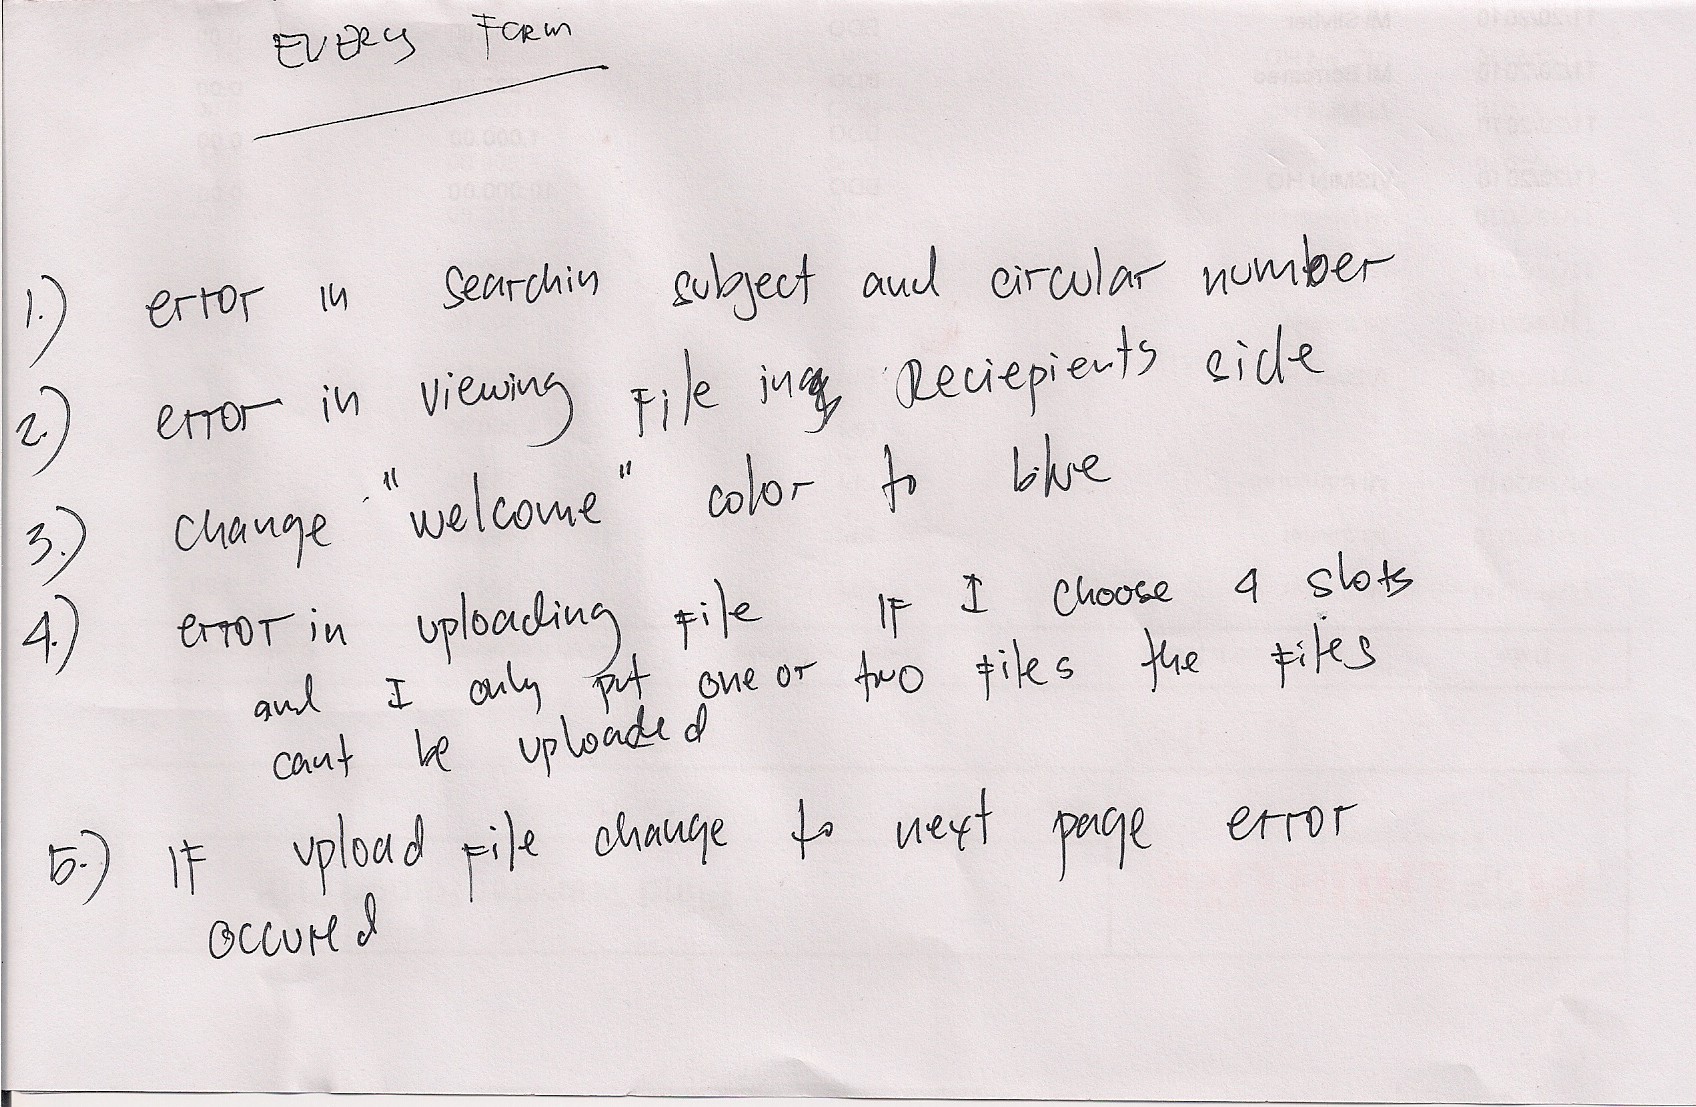 EVERY FORM
1.) error in searchin subject and circular number
2.) error in viewing File in Reciepients side
3.) change "welcome" color to blue
4.) error in uploading file IF I choose 4 slots
and I only put one or two files the files
cant be uploaded
5.) IF upload file change to next page error
occured